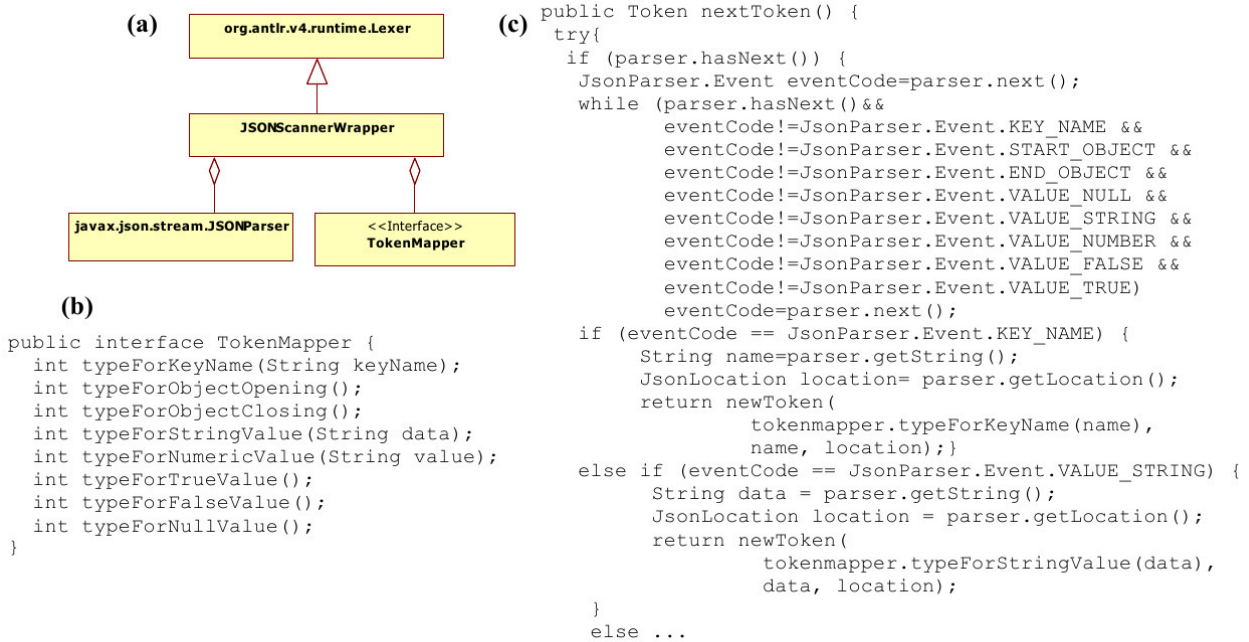 (a)
org.antlr.v4.runtime.Lexer
JSONScannerWrapper
javax.json.stream.JSONParser
<<Interface>>
TokenMapper
(b)
public interface TokenMapper {
int typeForKeyName(String keyName);
int typeForObjectOpening();
int typeForObjectClosing();
int typeForStringValue(String data);
int typeForNumericValue(String value);
int typeForTrueValue();
int typeForFalseValue();
int typeForNullValue();
}
(c)
public Token nextToken() {
try{
if (parser.hasNext()) {
JsonParser.Event eventCode=parser.next();
while (parser.hasNext()&&
eventCode!=JsonParser.Event.KEY_NAME &&
eventCode!=JsonParser.Event.START_OBJECT &&
eventCode!=JsonParser.Event.END_OBJECT &&
eventCode!=JsonParser.Event.VALUE_NULL &&
eventCode!=JsonParser.Event.VALUE_STRING &&
eventCode!=JsonParser.Event.VALUE_NUMBER &&
eventCode!=JsonParser.Event.VALUE_FALSE &&
eventCode!=JsonParser.Event.VALUE_TRUE)
eventCode=parser.next();
if (eventCode == JsonParser.Event.KEY_NAME) {
String name=parser.getString();
JsonLocation location= parser.getLocation();
return newToken(
tokenmapper.typeForKeyName(name),
name, location);}
else if (eventCode == JsonParser.Event.VALUE_STRING) {
String data = parser.getString();
JsonLocation location = parser.getLocation();
return newToken(
tokenmapper.typeForStringValue(data),
data, location);
}
else ...